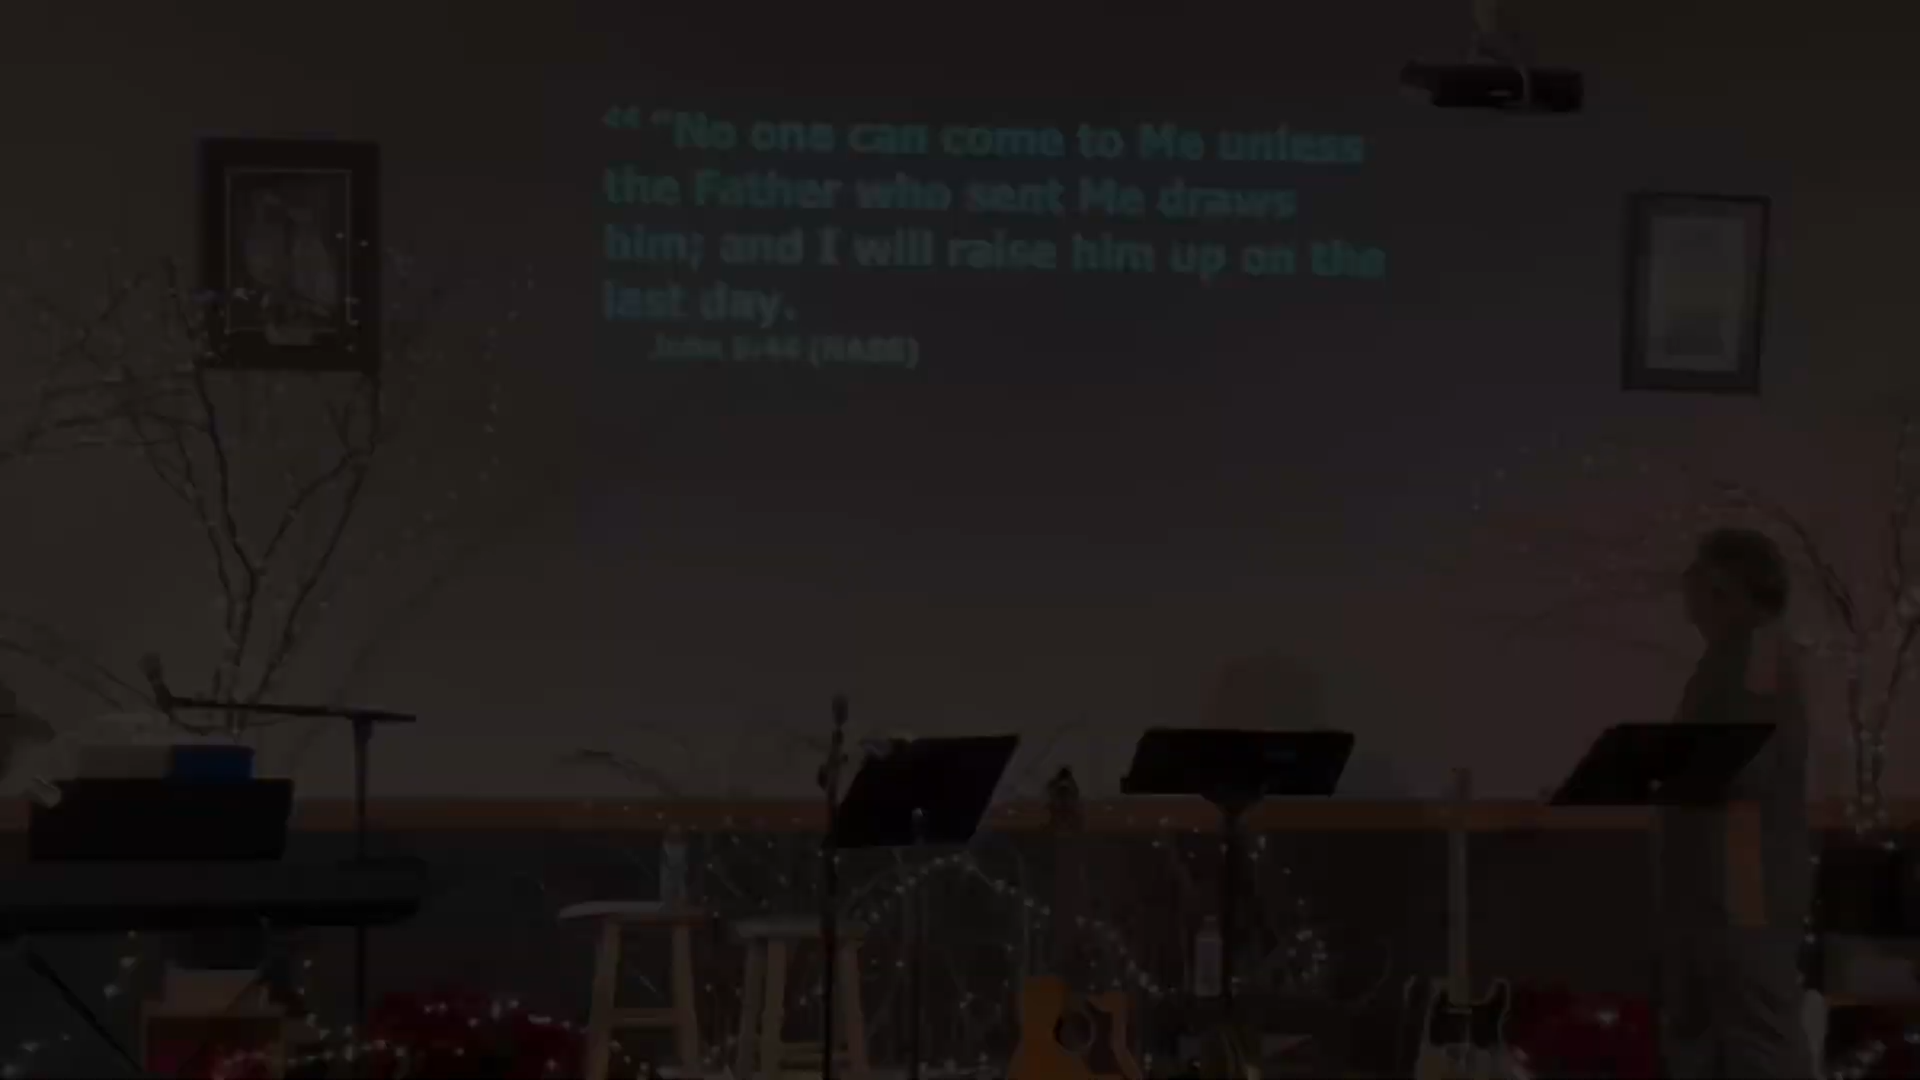 “ “No one can come to Me unless
the Father who sent Me draws
him; and I will raise him up on the
last day.
John 6:44 (NASB)